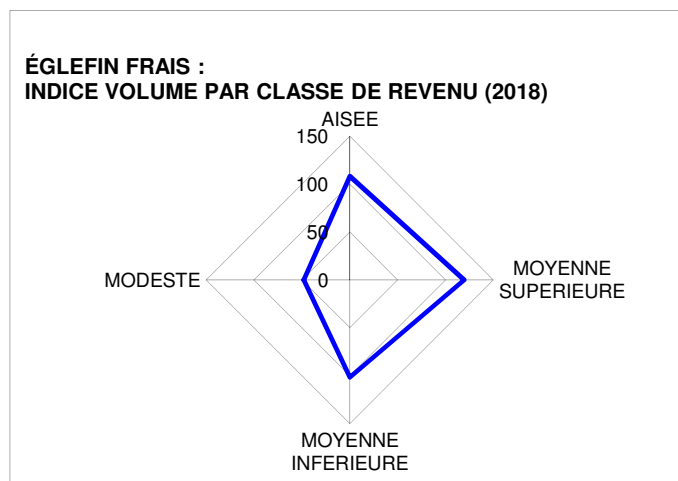 ÉGLEFIN FRAIS :
INDICE VOLUME PAR CLASSE DE REVENU (2018)
AISEE
150
100
50
0
MODESTE
MOYENNE
SUPERIEURE
MOYENNE
INFERIEURE